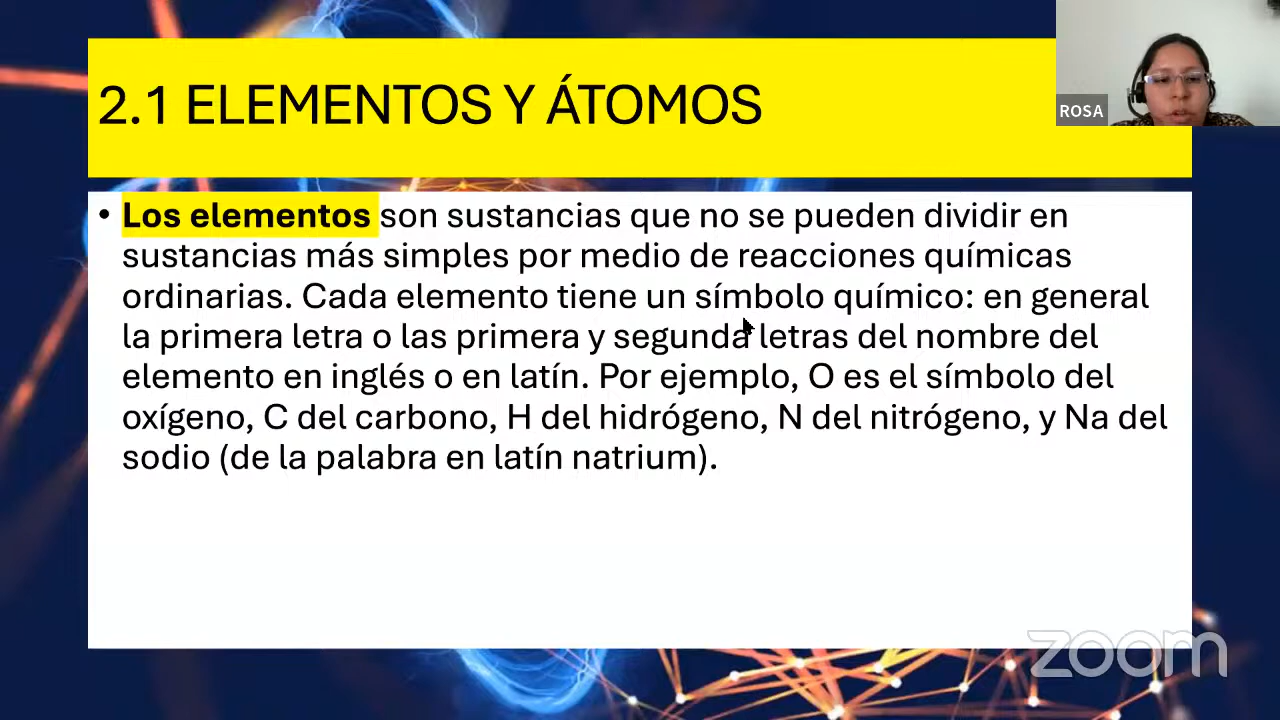 2.1 ELEMENTOS Y ÁTOMOS
ROSA
• Los elementos son sustancias que no se pueden dividir en
sustancias más simples por medio de reacciones químicas
ordinarias. Cada elemento tiene un símbolo químico: en general
la primera letra o las primera y segunda letras del nombre del
elemento en inglés o en latín. Por ejemplo, O es el símbolo del
oxígeno, C del carbono, H del hidrógeno, N del nitrógeno, y Na del
sodio (de la palabra en latín natrium).
zoom